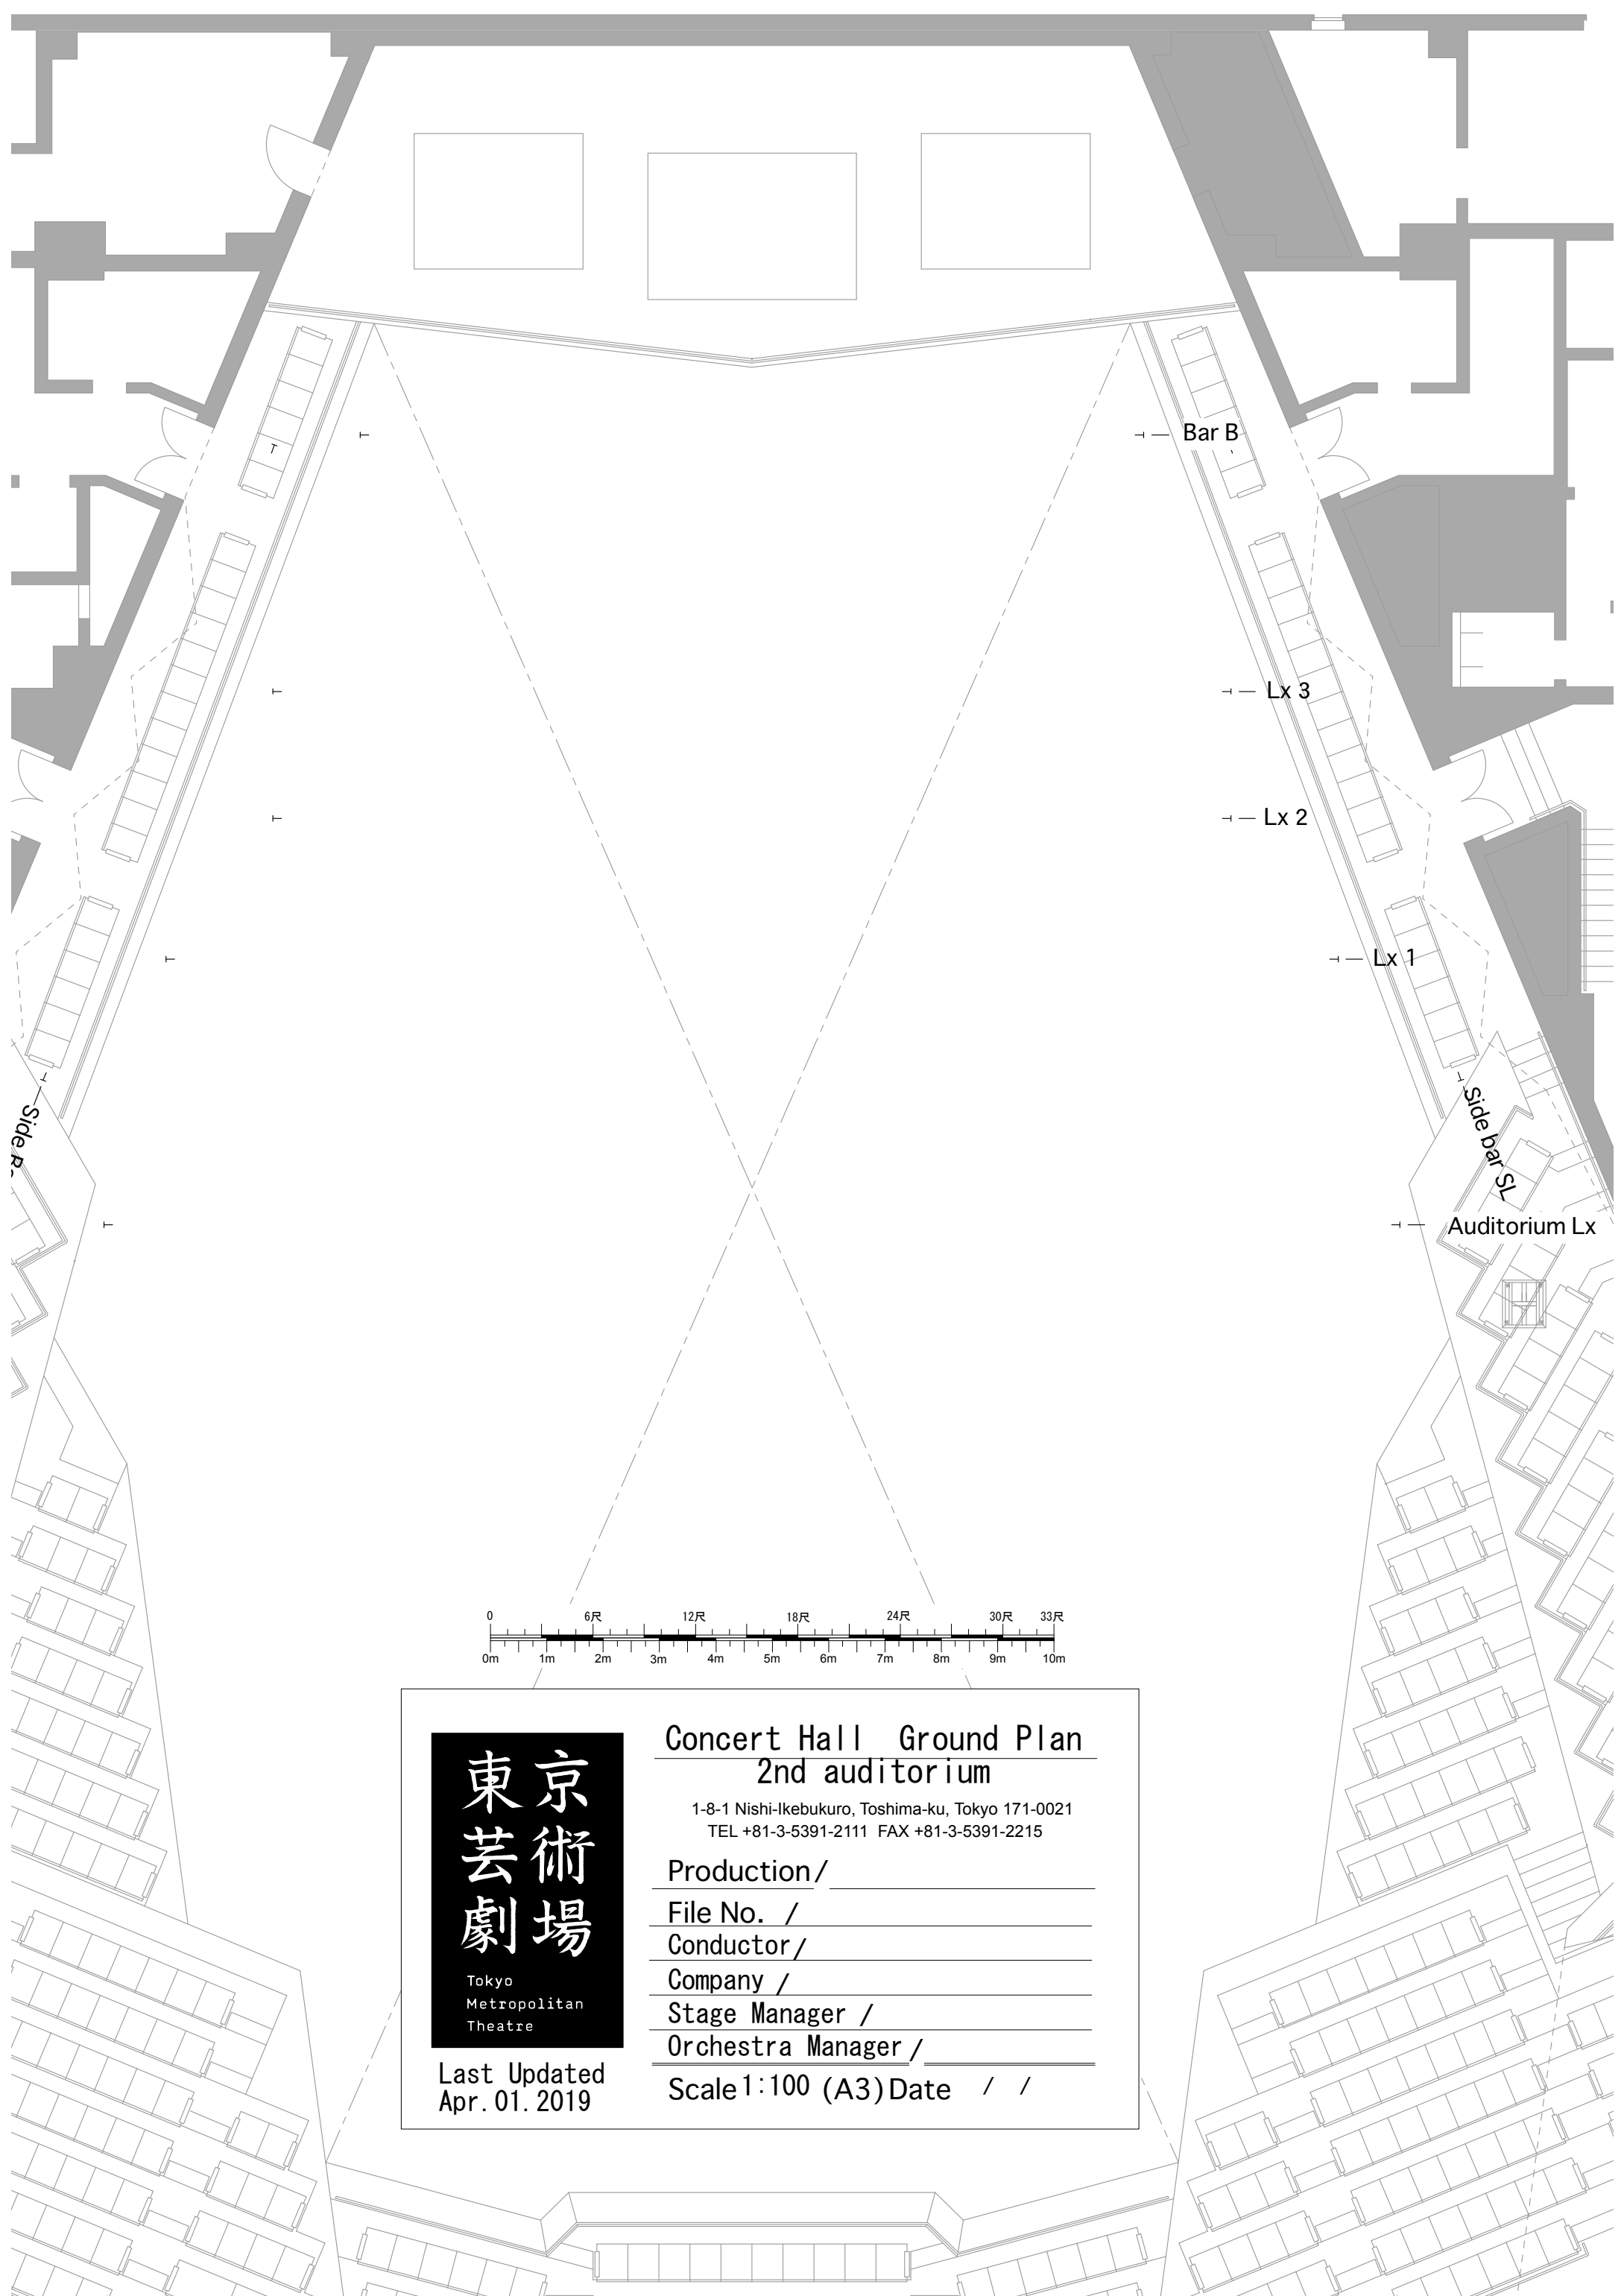 Bar B
Lx 3
Lx 2
Lx 1
Side bar SL
Side
Auditorium Lx
0 6尺 12尺 18尺 24尺 30尺 33尺
0m 1m 2m 3m 4m 5m 6m 7m 8m 9m 10m
東京
芸術
劇場
Tokyo
Metropolitan
Theatre
Last Updated
Apr.01.2019
Concert Hall Ground Plan
2nd auditorium
1-8-1 Nishi-Ikebukuro, Toshima-ku, Tokyo 171-0021
TEL +81-3-5391-2111 FAX +81-3-5391-2215
Production/
File No. /
Conductor/
Company /
Stage Manager /
Orchestra Manager/
Scale 1:100 (A3) Date / /